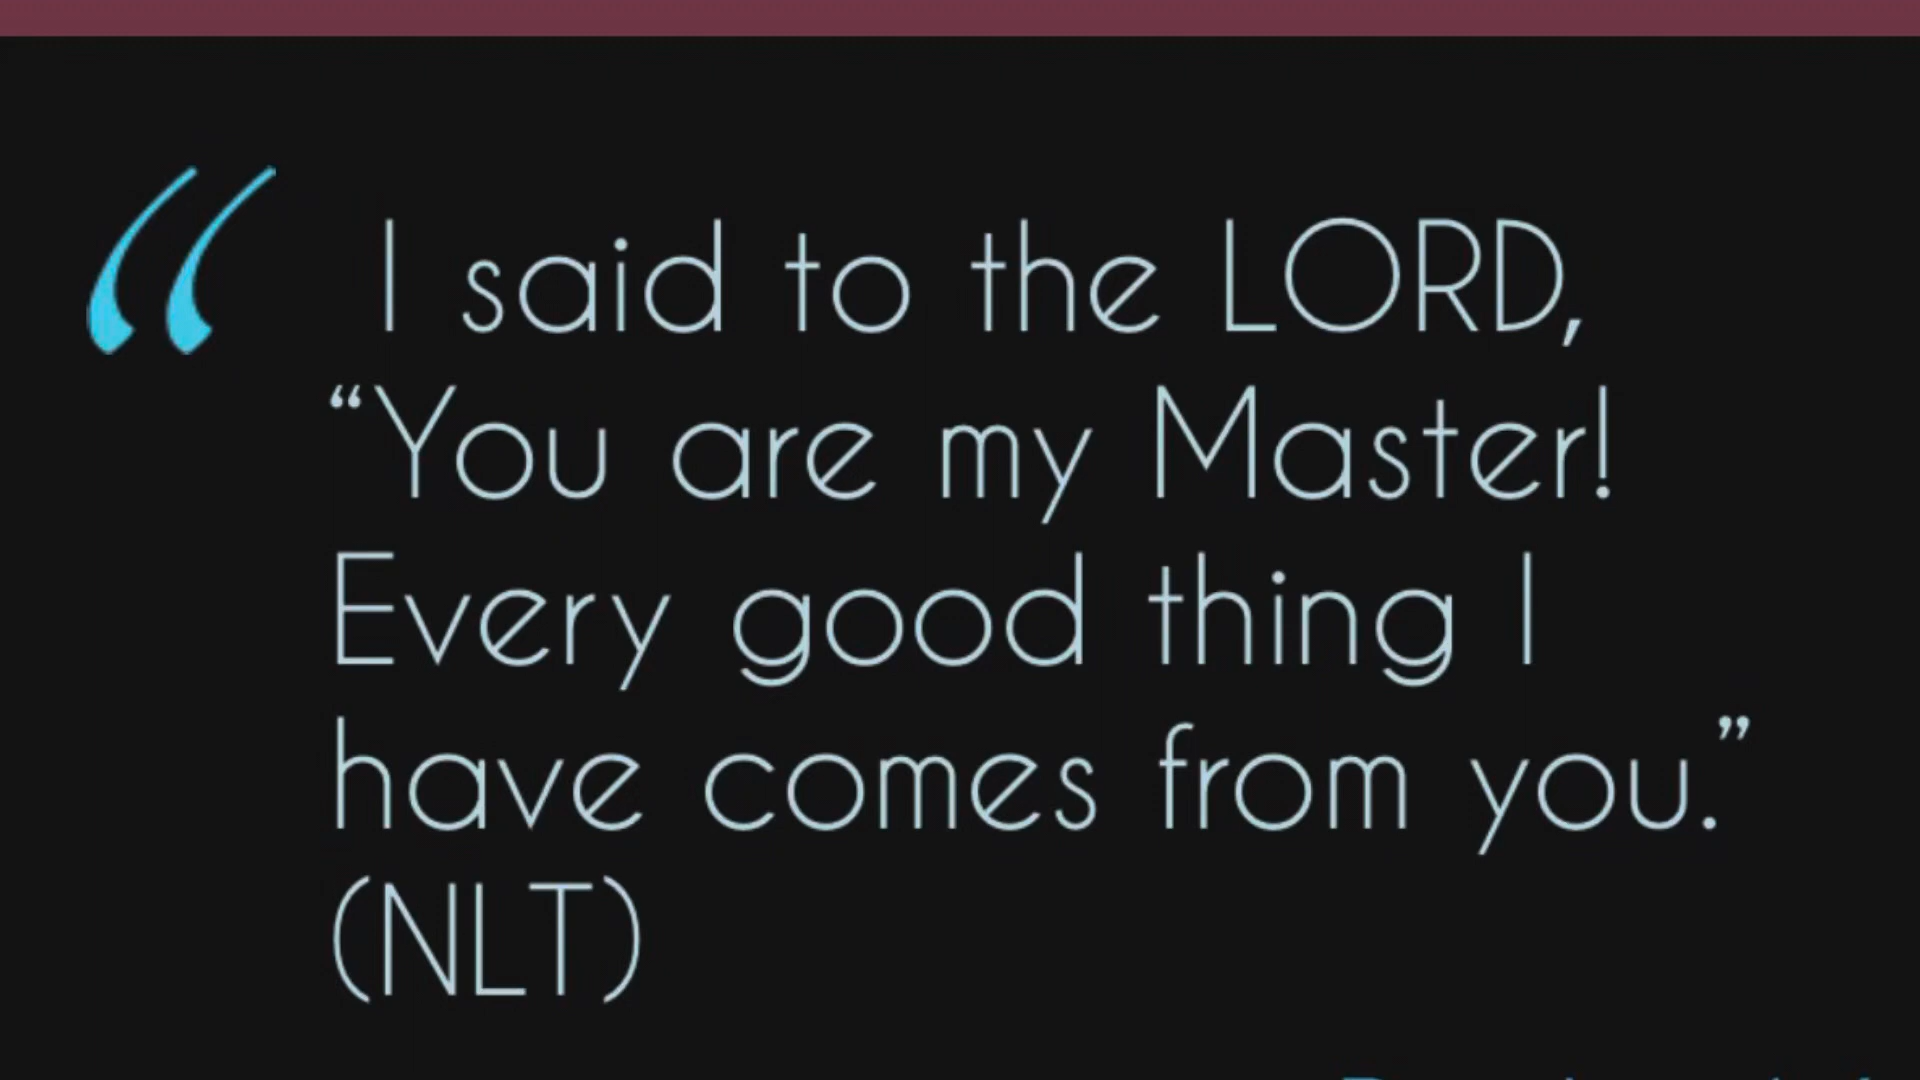 “ I said to the LORD,
“You are my Master!
Every good thing I
have comes from you.”
(NLT)